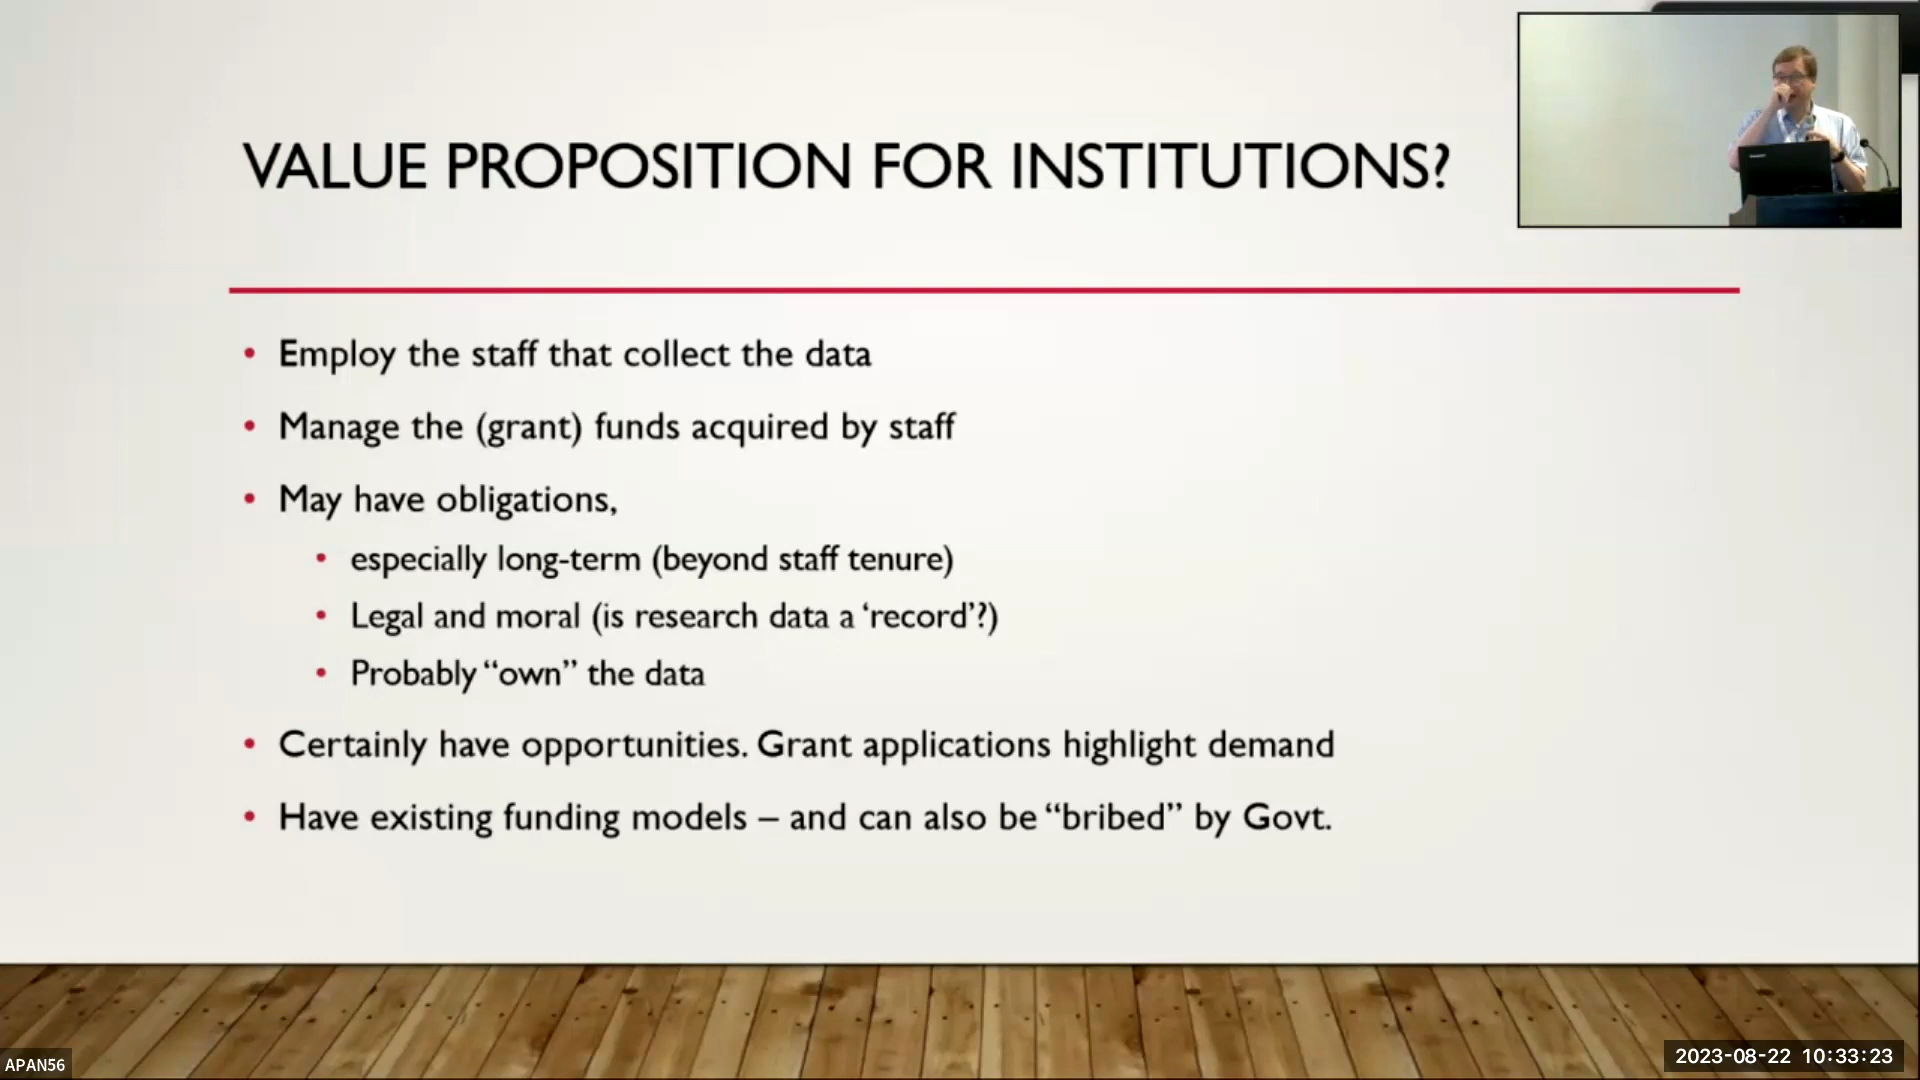 VALUE PROPOSITION FOR INSTITUTIONS?
• Employ the staff that collect the data
• Manage the (grant) funds acquired by staff
• May have obligations,
• especially long-term (beyond staff tenure)
• Legal and moral (is research data a ‘record’?)
• Probably “own” the data
• Certainly have opportunities. Grant applications highlight demand
• Have existing funding models – and can also be “bribed” by Govt.
APAN56
2023-08-22 10:33:23